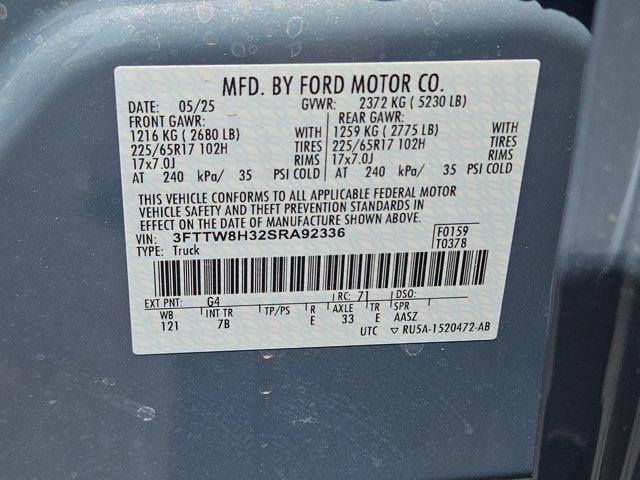 MFD. BY FORD MOTOR CO.
DATE: 05/25 GVWR: 2372 KG ( 5230 LB)
FRONT GAWR: REAR GAWR:
1216 KG ( 2680 LB) WITH 1259 KG ( 2775 LB) WITH
225/65R17 102H TIRES 225/65R17 102H TIRES
17x7.0J RIMS 17x7.0J RIMS
AT 240 kPa/ 35 PSI COLD AT 240 kPa/ 35 PSI COLD
THIS VEHICLE CONFORMS TO ALL APPLICABLE FEDERAL MOTOR
VEHICLE SAFETY AND THEFT PREVENTION STANDARDS IN
EFFECT ON THE DATE OF MANUFACTURE SHOWN ABOVE.
VIN: 3FTTW8H32SRA92336 F0159
TYPE: Truck T0378
EXT PNT: G4 RC: 71 DSO:
WB INT TR TP/PS R AXLE TR SPR
121 7B E 33 E AASZ
UTC ▽ RU5A-1520472-AB